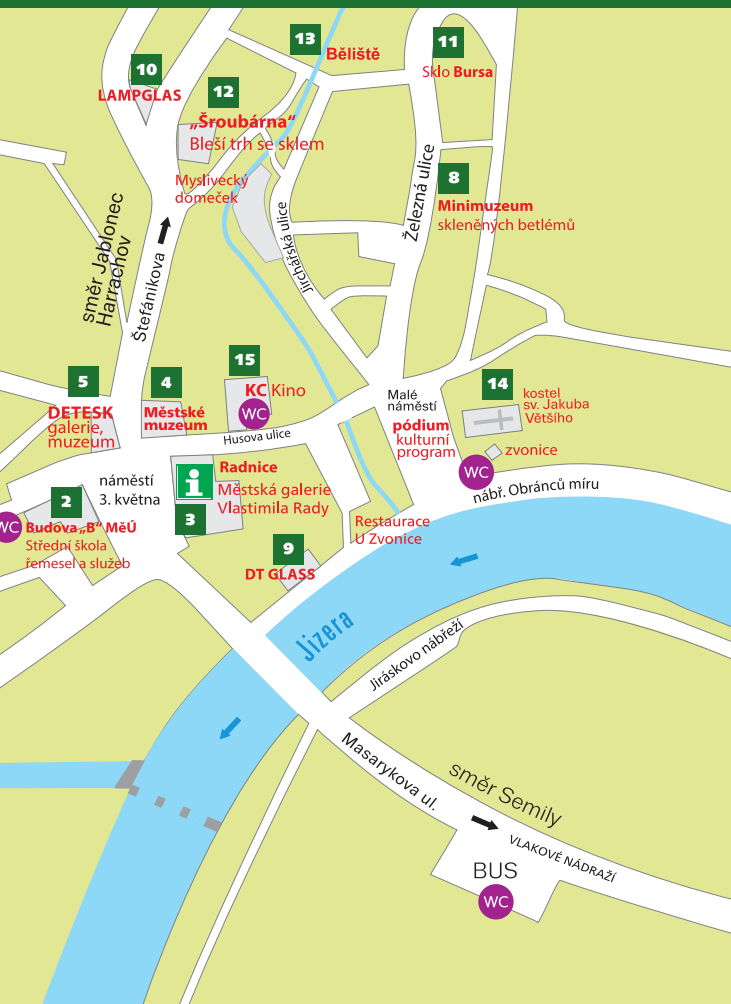 13
Běliště
11
Sklo Bursa
10
LAMPGLAS
12
„Šroubárna“
Bleší trh se sklem
Myslivecký
domeček
8
Minimuzeum
skleněných betlémů
Železná ulice
Jirchářská ulice
směr Jablonec
Harrachov
Štefánikova
5
DETESK
galerie,
muzeum
4
Městské
muzeum
15
KC Kino
WC
Husova ulice
Malé
náměstí
pódium
kulturní
program
14
kostel
sv. Jakuba
Většího
zvonice
WC
nábř. Obránců míru
náměstí
3. května
i
Radnice
Městská galerie
Vlastimila Rady
3
2
WC
Budova „B“ MěÚ
Střední škola
řemesel a služeb
9
DT GLASS
Restaurace
U Zvonice
Jizera
Jiráskovo nábřeží
Masarykova ul.
směr Semily
VLAKOVÉ NÁDRAŽÍ
BUS
WC